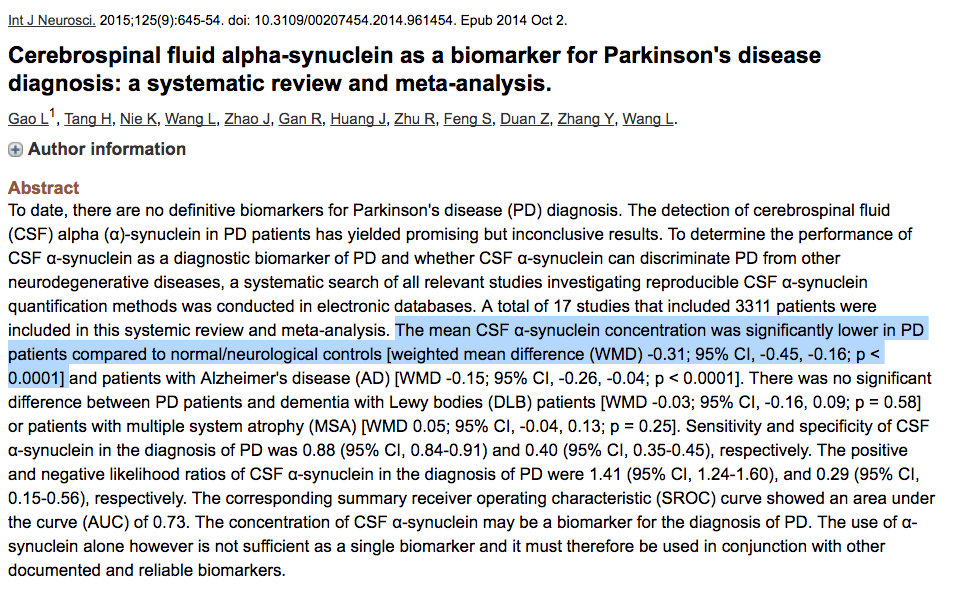 Int J Neurosci. 2015;125(9):645-54. doi: 10.3109/00207454.2014.961454. Epub 2014 Oct 2.
Cerebrospinal fluid alpha-synuclein as a biomarker for Parkinson's disease
diagnosis: a systematic review and meta-analysis.
Gao L1, Tang H, Nie K, Wang L, Zhao J, Gan R, Huang J, Zhu R, Feng S, Duan Z, Zhang Y, Wang L.
Author information
Abstract
To date, there are no definitive biomarkers for Parkinson's disease (PD) diagnosis. The detection of cerebrospinal fluid
(CSF) alpha (α)-synuclein in PD patients has yielded promising but inconclusive results. To determine the performance of
CSF α-synuclein as a diagnostic biomarker of PD and whether CSF α-synuclein can discriminate PD from other
neurodegenerative diseases, a systematic search of all relevant studies investigating reproducible CSF α-synuclein
quantification methods was conducted in electronic databases. A total of 17 studies that included 3311 patients were
included in this systemic review and meta-analysis. The mean CSF α-synuclein concentration was significantly lower in PD
patients compared to normal/neurological controls [weighted mean difference (WMD) -0.31; 95% CI, -0.45, -0.16; p <
0.0001] and patients with Alzheimer's disease (AD) [WMD -0.15; 95% CI, -0.26, -0.04; p < 0.0001]. There was no significant
difference between PD patients and dementia with Lewy bodies (DLB) patients [WMD -0.03; 95% CI, -0.16, 0.09; p = 0.58]
or patients with multiple system atrophy (MSA) [WMD 0.05; 95% CI, -0.04, 0.13; p = 0.25]. Sensitivity and specificity of CSF
α-synuclein in the diagnosis of PD was 0.88 (95% CI, 0.84-0.91) and 0.40 (95% CI, 0.35-0.45), respectively. The positive
and negative likelihood ratios of CSF α-synuclein in the diagnosis of PD were 1.41 (95% CI, 1.24-1.60), and 0.29 (95% CI,
0.15-0.56), respectively. The corresponding summary receiver operating characteristic (SROC) curve showed an area under
the curve (AUC) of 0.73. The concentration of CSF α-synuclein may be a biomarker for the diagnosis of PD. The use of α-
synuclein alone however is not sufficient as a single biomarker and it must therefore be used in conjunction with other
documented and reliable biomarkers.